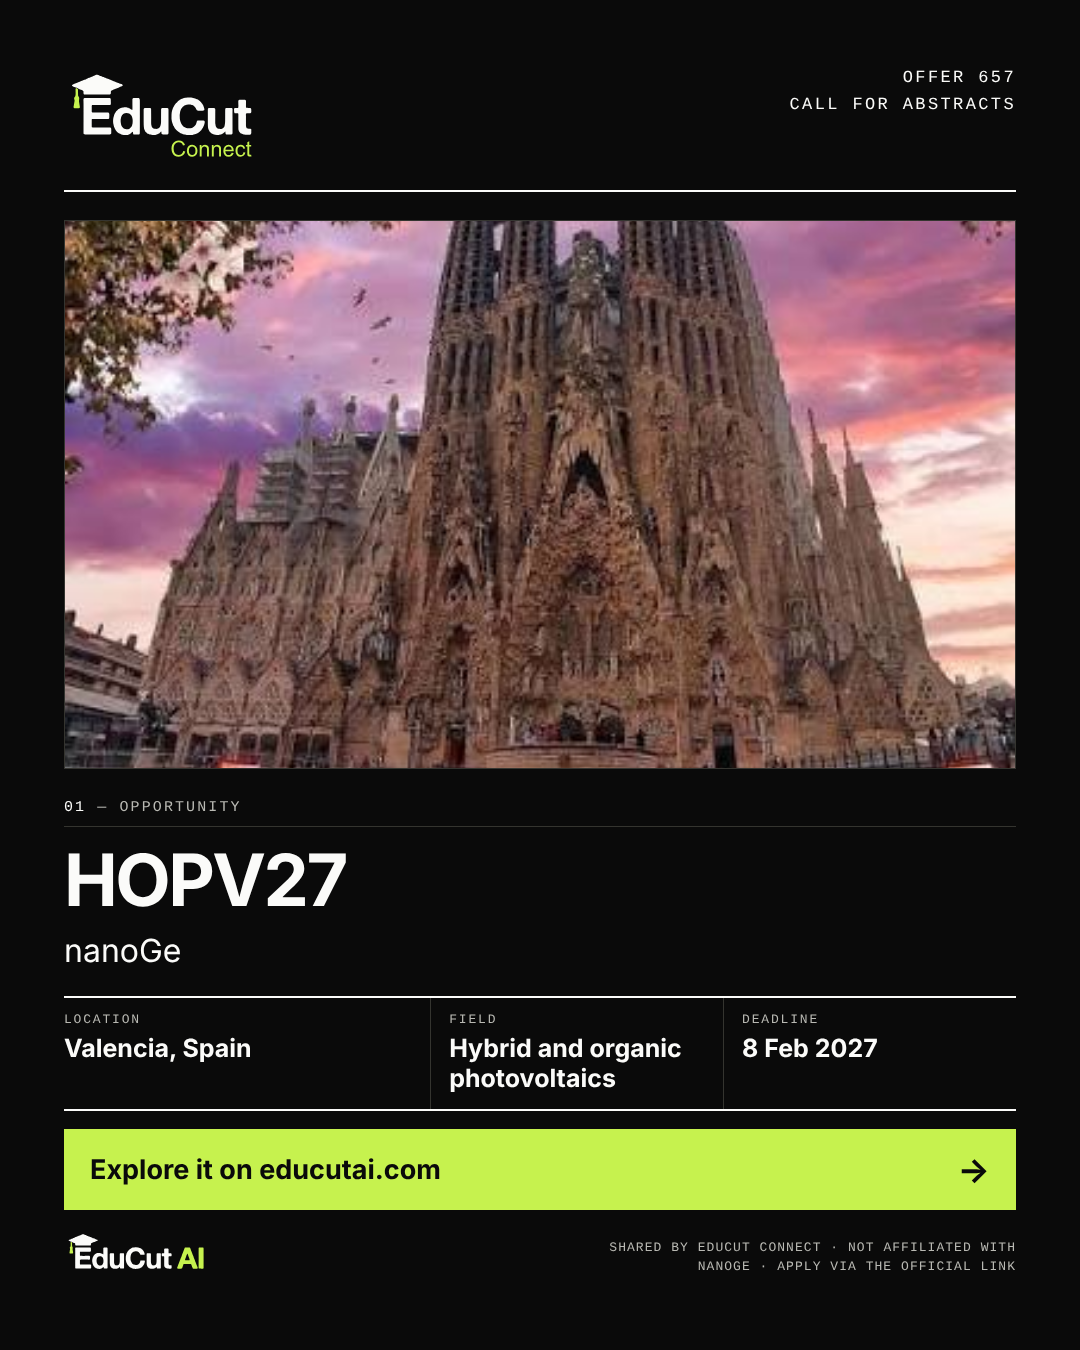 EduCut
Connect
OFFER 657
CALL FOR ABSTRACTS
01 — OPPORTUNITY
HOPV27
nanoGe
LOCATION
Valencia, Spain
FIELD
Hybrid and organic
photovoltaics
DEADLINE
8 Feb 2027
Explore it on educutai.com
EduCut AI
SHARED BY EDUCUT CONNECT · NOT AFFILIATED WITH
NANOGE · APPLY VIA THE OFFICIAL LINK